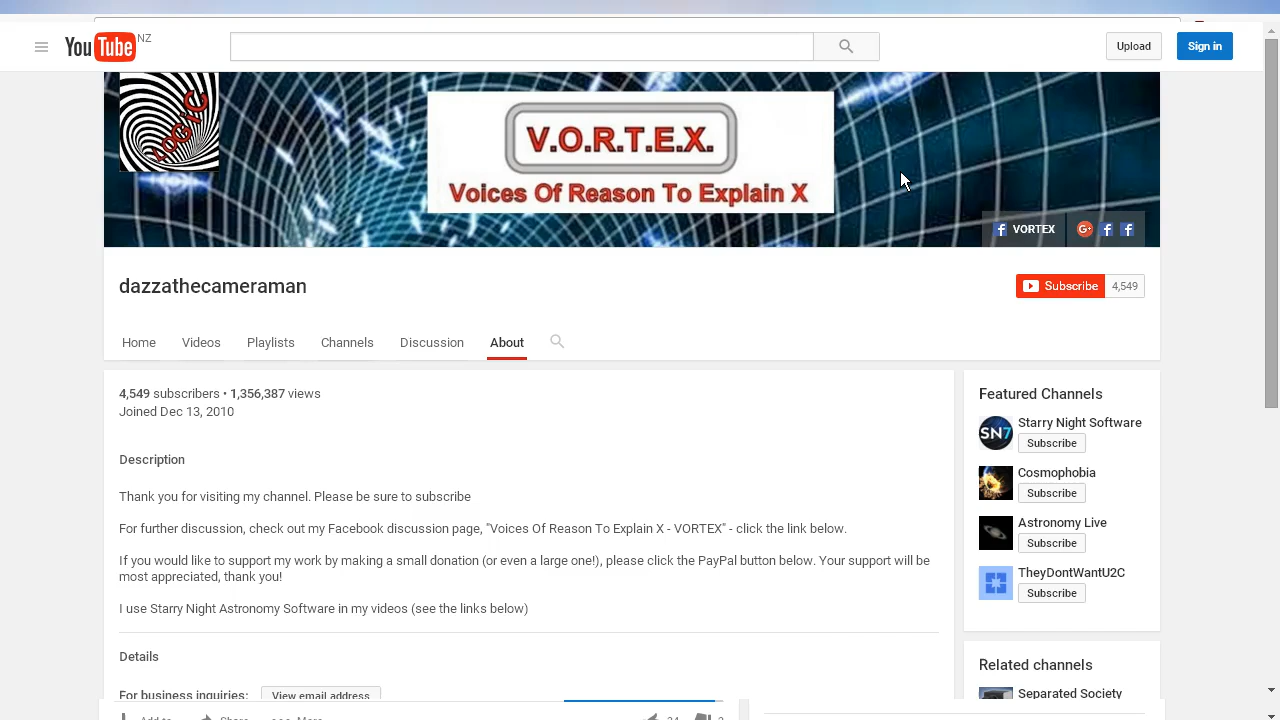 YouTube NZ
Upload
Sign in
LOGIC
V.O.R.T.E.X.
Voices Of Reason To Explain X
VORTEX
dazzathecameraman
Subscribe 4,549
Home Videos Playlists Channels Discussion About
4,549 subscribers • 1,356,387 views
Joined Dec 13, 2010
Description
Thank you for visiting my channel. Please be sure to subscribe
For further discussion, check out my Facebook discussion page, "Voices Of Reason To Explain X - VORTEX" - click the link below.
If you would like to support my work by making a small donation (or even a large one!), please click the PayPal button below. Your support will be
most appreciated, thank you!
I use Starry Night Astronomy Software in my videos (see the links below)
Details
For business inquiries: View email address
Featured Channels
SN7
Starry Night Software
Subscribe
Cosmophobia
Subscribe
Astronomy Live
Subscribe
TheyDontWantU2C
Subscribe
Related channels
Separated Society
Add to Share More